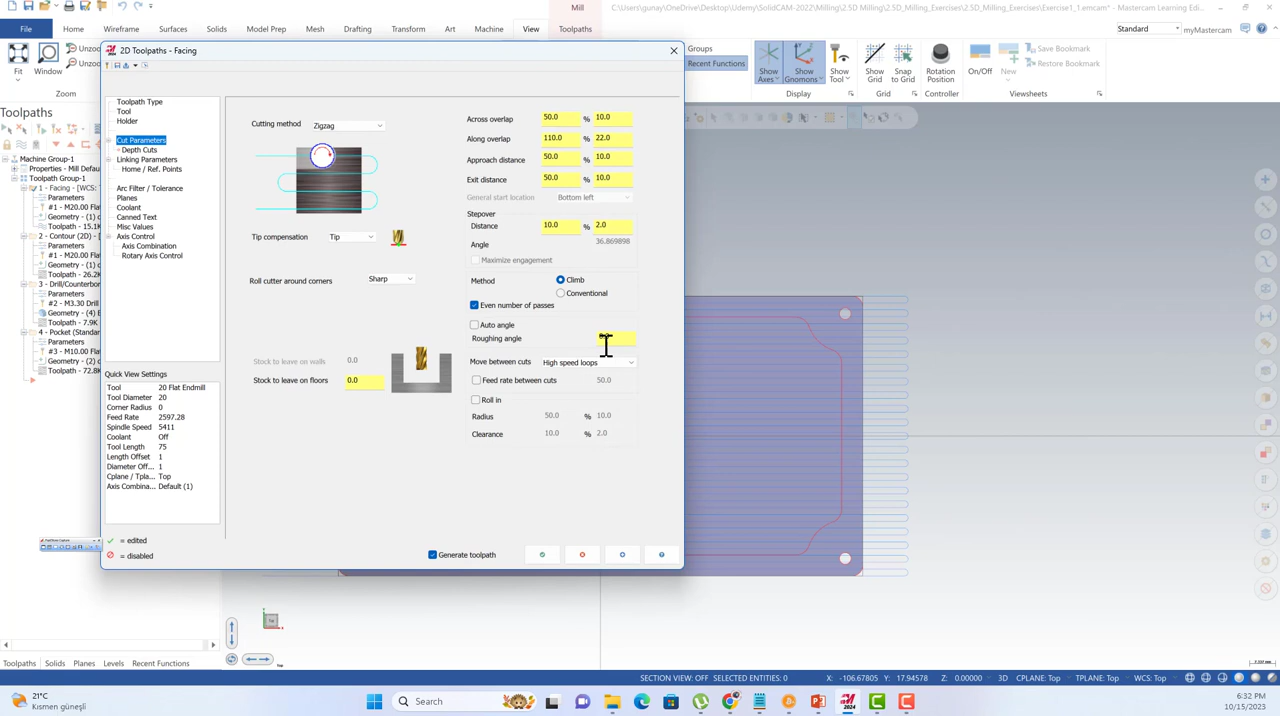 Mill
C:\Users\gunay\OneDrive\Desktop\Udemy\SolidCAM-2022\Milling\2.5D Milling\2.5D_Milling_Exercises\2.5D_Milling_Exercises\Exercise1_1.emcam* - Mastercam Learning Edi...
File Home Wireframe Surfaces Solids Model Prep Mesh Drafting Transform Art Machine View Toolpaths
Standard myMastercam
Fit
Window
Zoom
Groups
Recent Functions
Show Axes
Show Gnomons
Show Tool
Display
Show Grid
Snap to Grid
Grid
Rotation Position
Controller
On/Off
New
Save Bookmark
Restore Bookmark
Viewsheets
Toolpaths
Machine Group-1
Properties - Mill Defau
Toolpath Group-1
1 - Facing - [WCS:
Parameters
#1 - M20.00 Fla
Geometry - (1) c
Toolpath - 15.1K
2 - Contour (2D) -
Parameters
#1 - M20.00 Fla
Geometry - (1) c
Toolpath - 26.2K
3 - Drill/Counterbor
Parameters
#2 - M3.30 Drill
Toolpath - 7.9K
4 - Pocket (Standar
Parameters
#3 - M10.00 Fla
Geometry - (2) c
Toolpath - 72.8K
2D Toolpaths - Facing
Toolpath Type
Tool
Holder
Cut Parameters
Depth Cuts
Linking Parameters
Home / Ref. Points
Arc Filter / Tolerance
Planes
Coolant
Canned Text
Misc Values
Axis Control
Axis Combination
Rotary Axis Control
Quick View Settings
Tool 20 Flat Endmill
Tool Diameter 20
Corner Radius 0
Feed Rate 2597.28
Spindle Speed 5411
Coolant Off
Tool Length 75
Length Offset 1
Diameter Off... 1
Cplane / Tpla... Top
Axis Combina... Default (1)
= edited
= disabled
Cutting method Zigzag
Tip compensation Tip
Roll cutter around corners Sharp
Stock to leave on walls 0.0
Stock to leave on floors 0.0
Across overlap 50.0 % 10.0
Along overlap 110.0 % 22.0
Approach distance 50.0 % 10.0
Exit distance 50.0 % 10.0
General start location Bottom left
Stepover
Distance 10.0 % 2.0
Angle 36.869898
Maximize engagement
Method Climb
Conventional
Even number of passes
Auto angle
Roughing angle
Move between cuts High speed loops
Feed rate between cuts 50.0
Roll in
Radius 50.0 % 10.0
Clearance 10.0 % 2.0
Generate toolpath
Toolpaths Solids Planes Levels Recent Functions
SECTION VIEW: OFF SELECTED ENTITIES: 0 X: -106.67805 Y: 17.94578 Z: 0.00000 3D CPLANE: TOP TPLANE: TOP WCS: TOP
21°C
Kısmen güneşli
Search
6:32 PM
10/15/2023